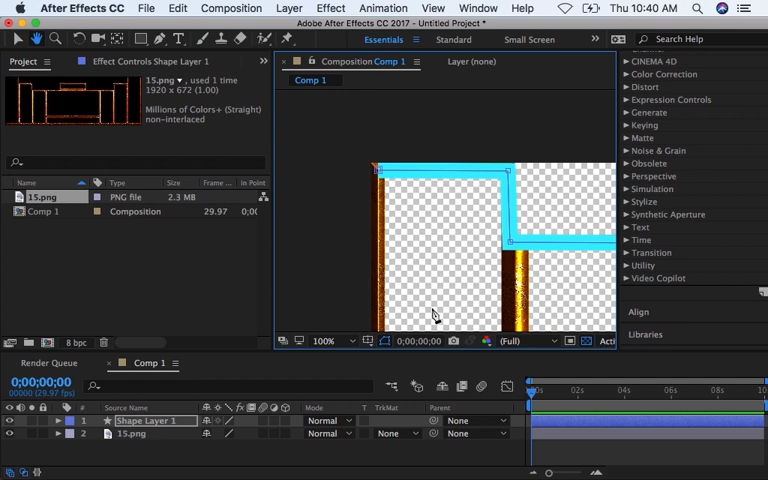 After Effects CC File Edit Composition Layer Effect Animation View Window Help Thu 10:40 AM
Adobe After Effects CC 2017 - Untitled Project *
Essentials Standard Small Screen Search Help
Project Effect Controls Shape Layer 1
Composition Comp 1 Layer (none)
Comp 1
15.png, used 1 time
1920 x 672 (1.00)
Millions of Colors+ (Straight)
non-interlaced
Name Type Size Frame ... In Point
15.png PNG file 2.3 MB
Comp 1 Composition 29.97 0;00
8 bpc
100% 0;00;00;00 (Full) Acti
CINEMA 4D
Color Correction
Distort
Expression Controls
Generate
Keying
Matte
Noise & Grain
Obsolete
Perspective
Simulation
Stylize
Synthetic Aperture
Text
Time
Transition
Utility
Video Copilot
Align
Libraries
Render Queue Comp 1
0;00;00;00
00000 (29.97 fps)
00s 02s 04s 06s 08s 10
# Source Name Mode T TrkMat Parent
1 Shape Layer 1 Normal None
2 15.png Normal None None